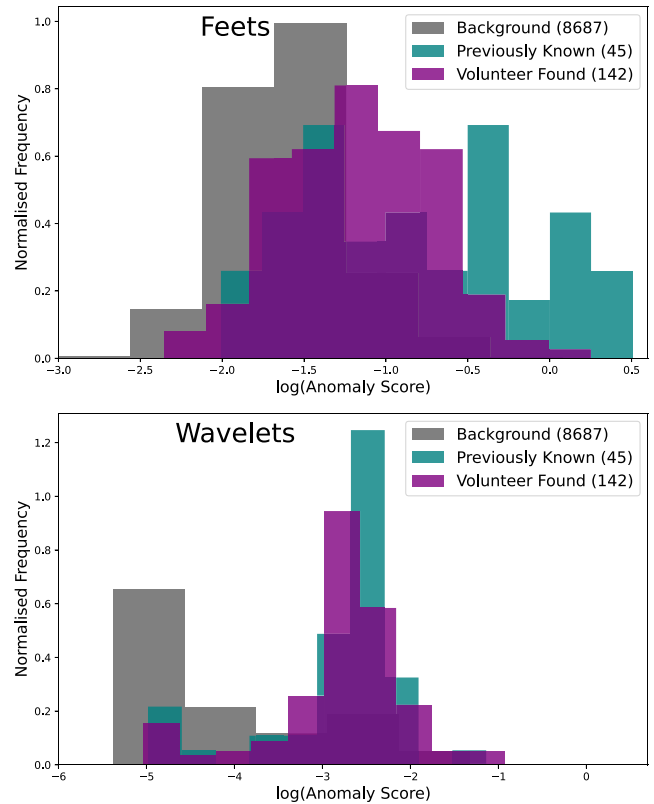 Feets
Background (8687)
Previously Known (45)
Volunteer Found (142)
Normalised Frequency
1.0
0.8
0.6
0.4
0.2
0.0
−3.0 −2.5 −2.0 −1.5 −1.0 −0.5 0.0 0.5
log(Anomaly Score)
Wavelets
Background (8687)
Previously Known (45)
Volunteer Found (142)
Normalised Frequency
1.2
1.0
0.8
0.6
0.4
0.2
0.0
−6 −5 −4 −3 −2 −1 0
log(Anomaly Score)